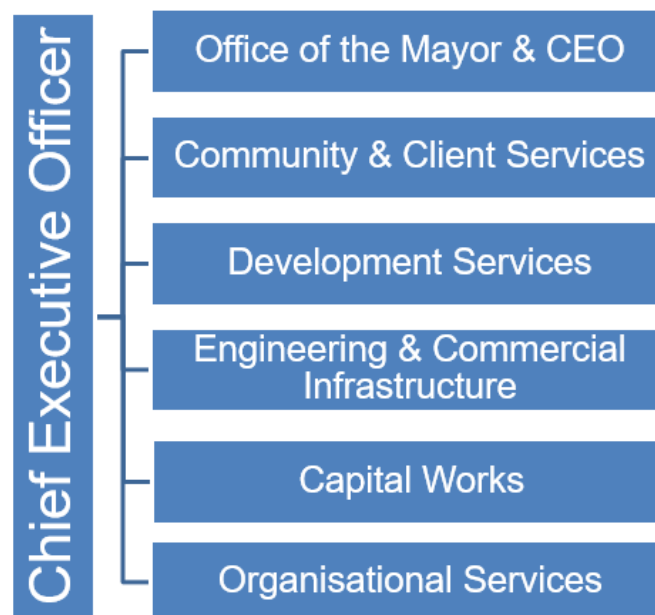 Chief Executive Officer
Office of the Mayor & CEO
Community & Client Services
Development Services
Engineering & Commercial
Infrastructure
Capital Works
Organisational Services